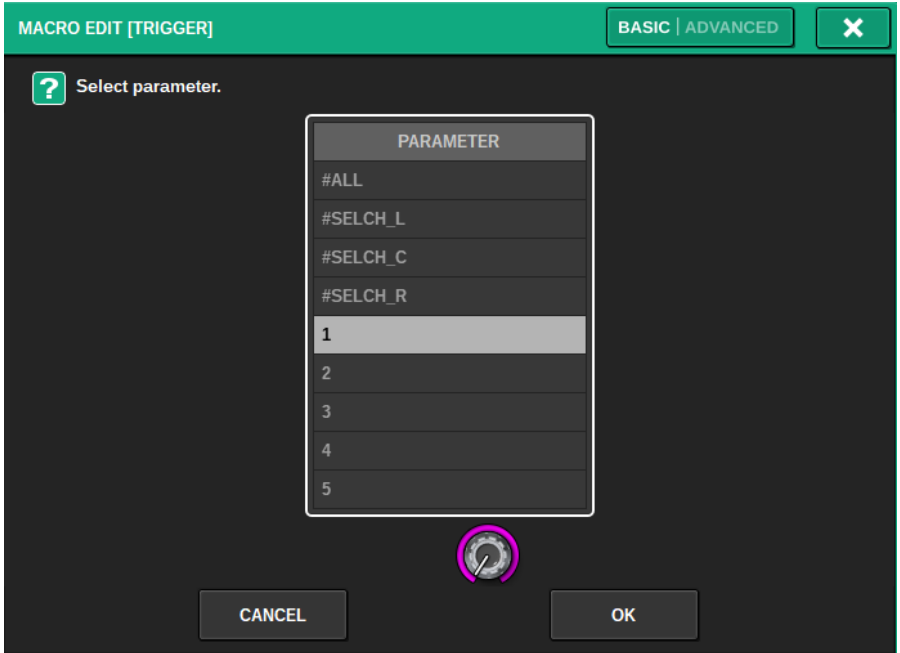 MACRO EDIT [TRIGGER]
BASIC | ADVANCED
? Select parameter.
PARAMETER
#ALL
#SELCH_L
#SELCH_C
#SELCH_R
1
2
3
4
5
CANCEL
OK